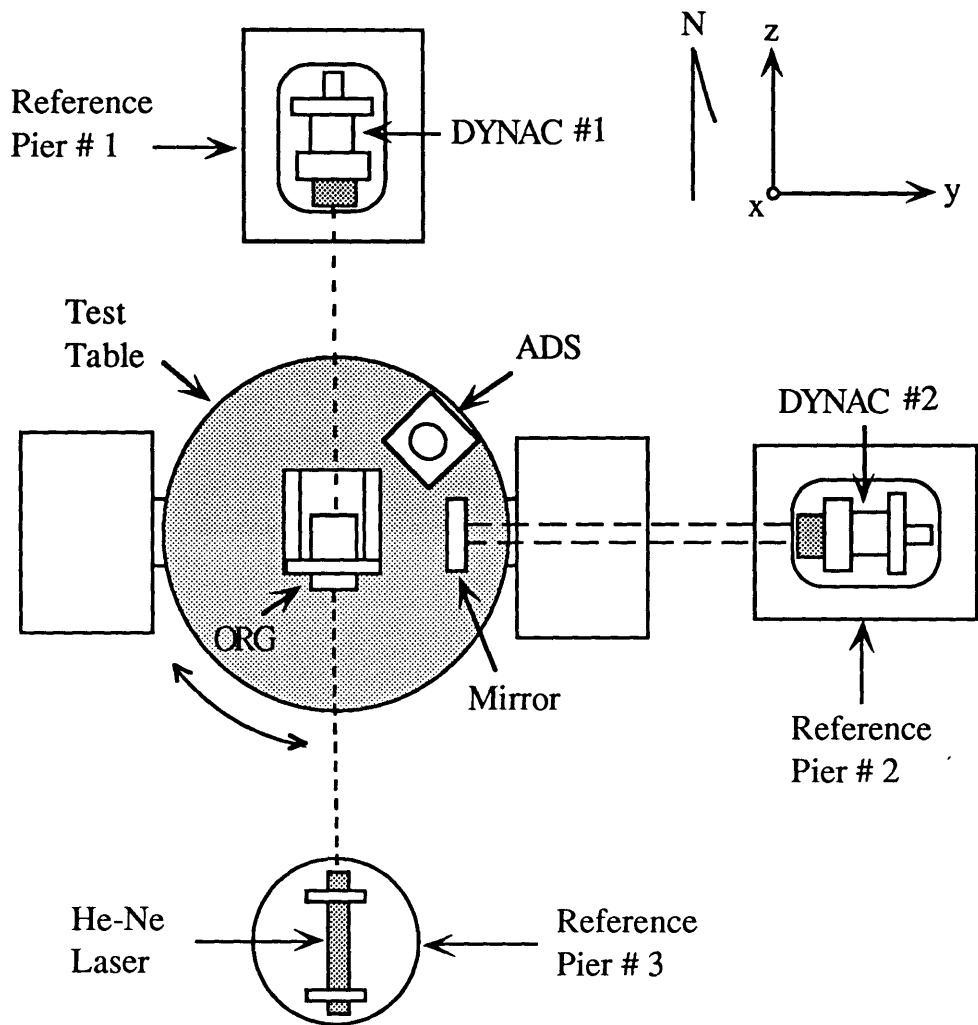 N
z
y
x
Reference
Pier # 1
DYNAC #1
Test
Table
ADS
DYNAC #2
ORG
Mirror
Reference
Pier # 2
He-Ne
Laser
Reference
Pier # 3